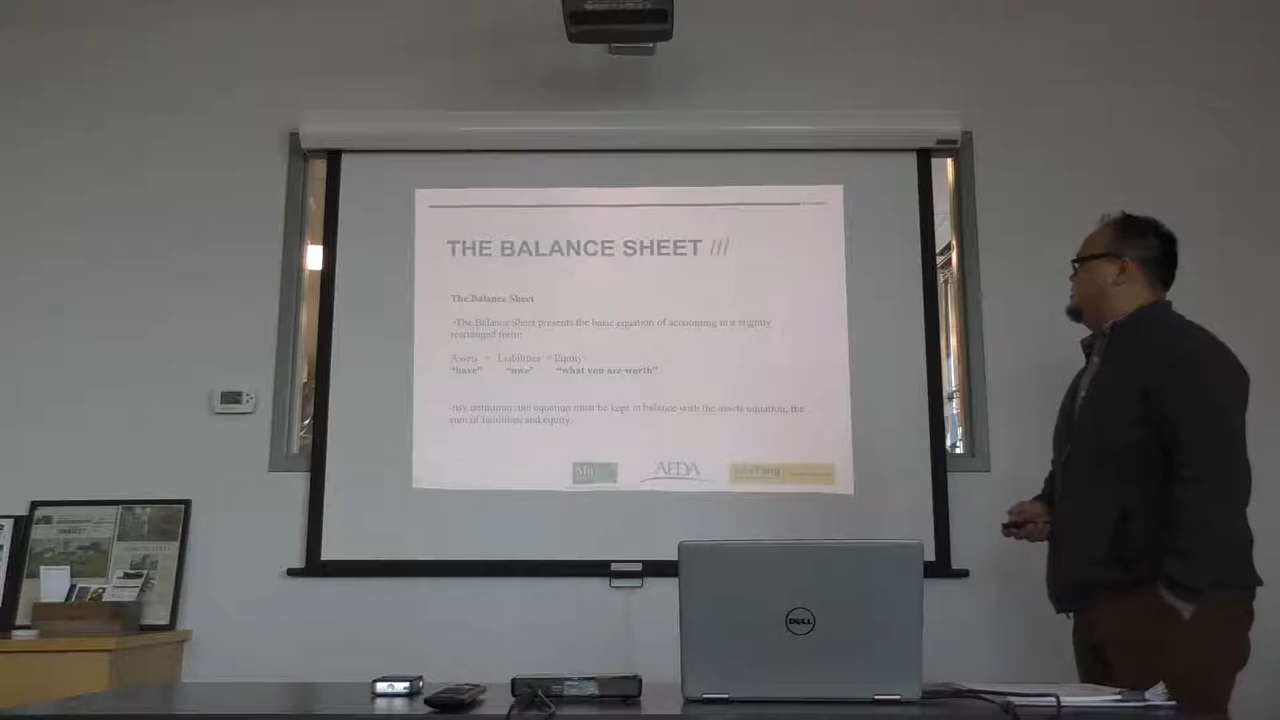 THE BALANCE SHEET ///
The Balance Sheet
The Balance Sheet presents the basic equation of accounting in a slightly
rearranged form:
Assets = Liabilities + Equity
"have" "owe" "what you are worth"
the equation must be kept in balance with the assets equation, the
sum of liabilities and equity.
AEDA
DELL